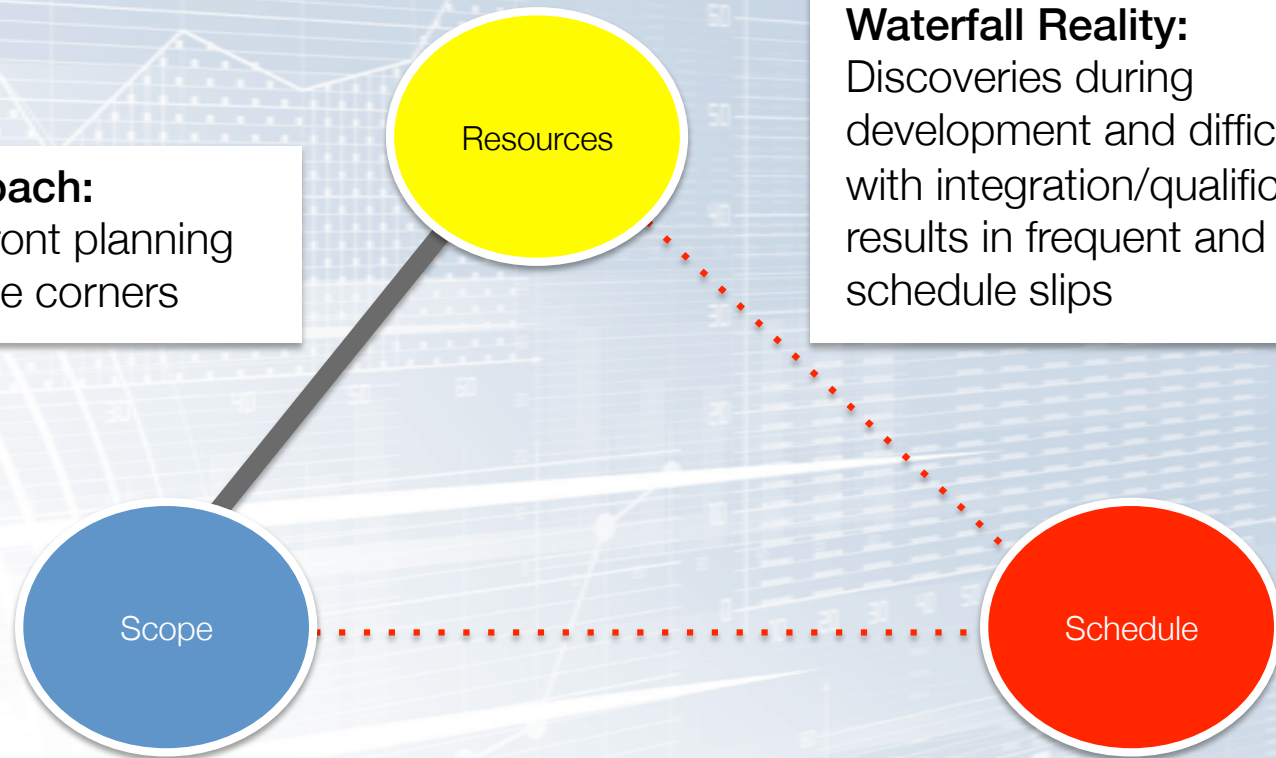 Resources
oach:
ront planning
e corners
Waterfall Reality:
Discoveries during
development and diffic
with integration/qualific
results in frequent and
schedule slips
Scope
Schedule